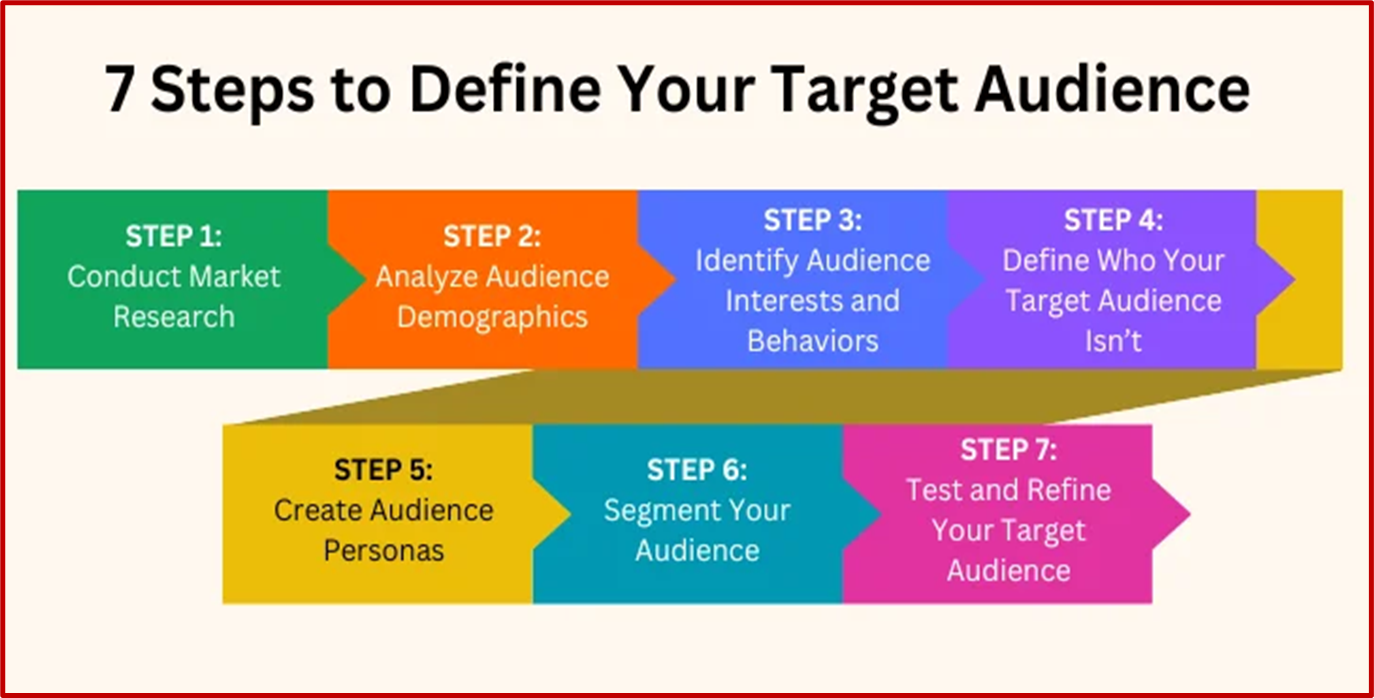 7 Steps to Define Your Target Audience
STEP 1:
Conduct Market
Research
STEP 2:
Analyze Audience
Demographics
STEP 3:
Identify Audience
Interests and
Behaviors
STEP 4:
Define Who Your
Target Audience
Isn’t
STEP 5:
Create Audience
Personas
STEP 6:
Segment Your
Audience
STEP 7:
Test and Refine
Your Target
Audience